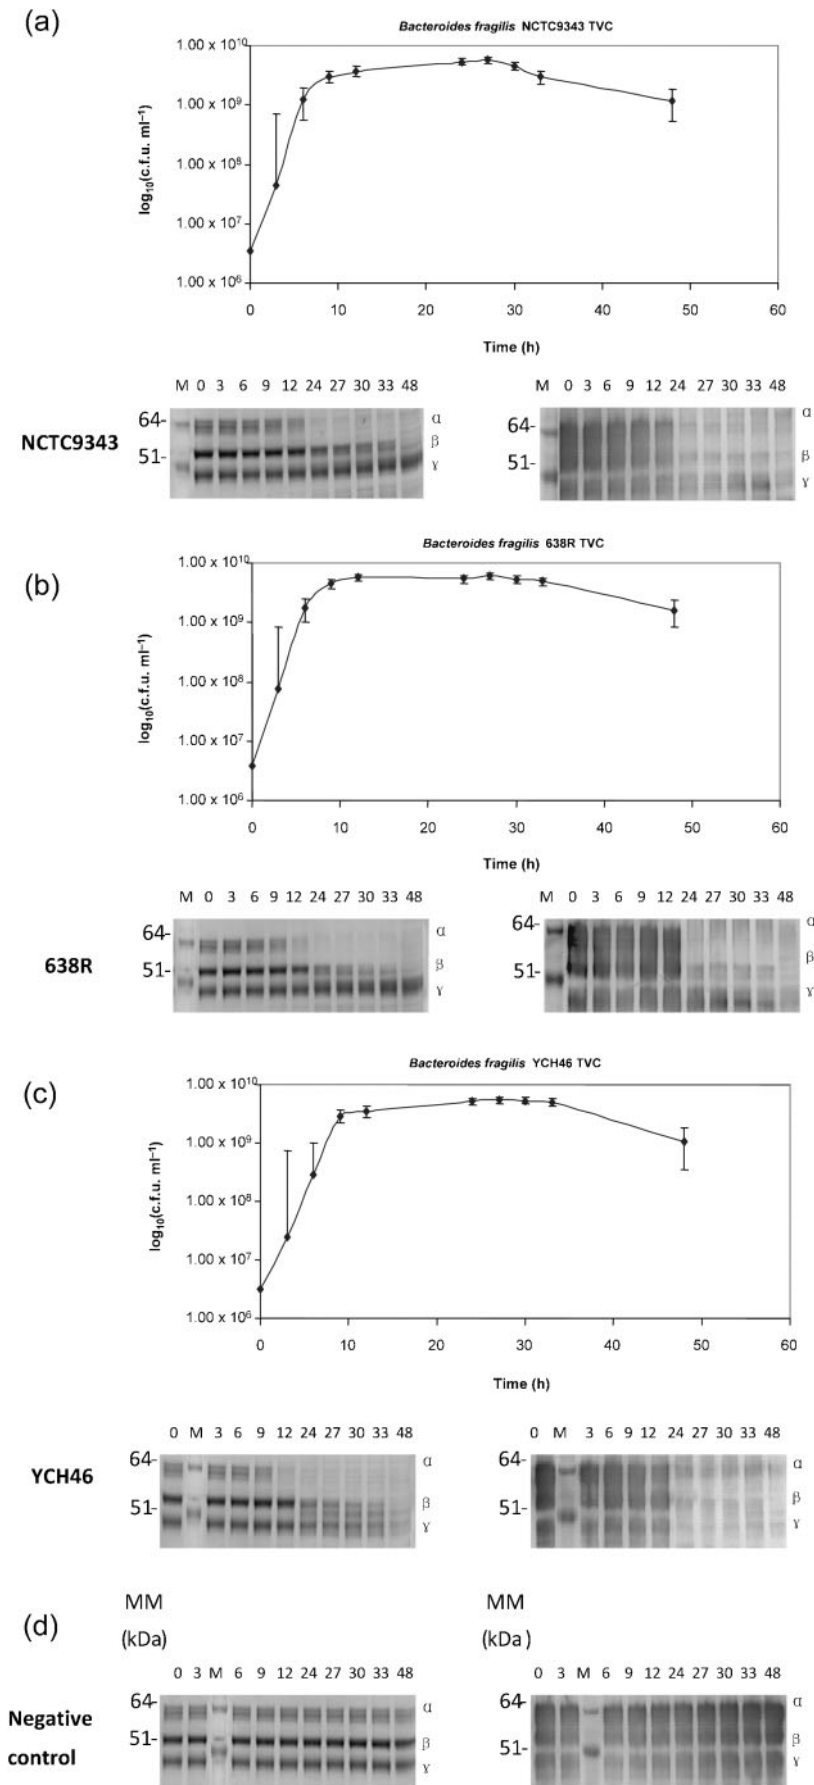 (a)
Bacteroides fragilis NCTC9343 TVC
1.00 x 10¹⁰
1.00 x 10⁹
1.00 x 10⁸
1.00 x 10⁷
1.00 x 10⁶
log₁₀(c.f.u. ml⁻¹)
0 10 20 30 40 50 60
Time (h)
M 0 3 6 9 12 24 27 30 33 48
M 0 3 6 9 12 24 27 30 33 48
NCTC9343
64-
51-
α
β
γ
64-
51-
α
β
γ
(b)
Bacteroides fragilis 638R TVC
1.00 x 10¹⁰
1.00 x 10⁹
1.00 x 10⁸
1.00 x 10⁷
1.00 x 10⁶
log₁₀(c.f.u. ml⁻¹)
0 10 20 30 40 50 60
Time (h)
M 0 3 6 9 12 24 27 30 33 48
M 0 3 6 9 12 24 27 30 33 48
638R
64-
51-
α
β
γ
64-
51-
α
β
γ
(c)
Bacteroides fragilis YCH46 TVC
1.00 x 10¹⁰
1.00 x 10⁹
1.00 x 10⁸
1.00 x 10⁷
1.00 x 10⁶
log₁₀(c.f.u. ml⁻¹)
0 10 20 30 40 50 60
Time (h)
0 M 3 6 9 12 24 27 30 33 48
0 M 3 6 9 12 24 27 30 33 48
YCH46
64-
51-
α
β
γ
64-
51-
α
β
γ
(d)
MM
(kDa)
MM
(kDa)
0 3 M 6 9 12 24 27 30 33 48
0 3 M 6 9 12 24 27 30 33 48
Negative
control
64-
51-
α
β
γ
64-
51-
α
β
γ